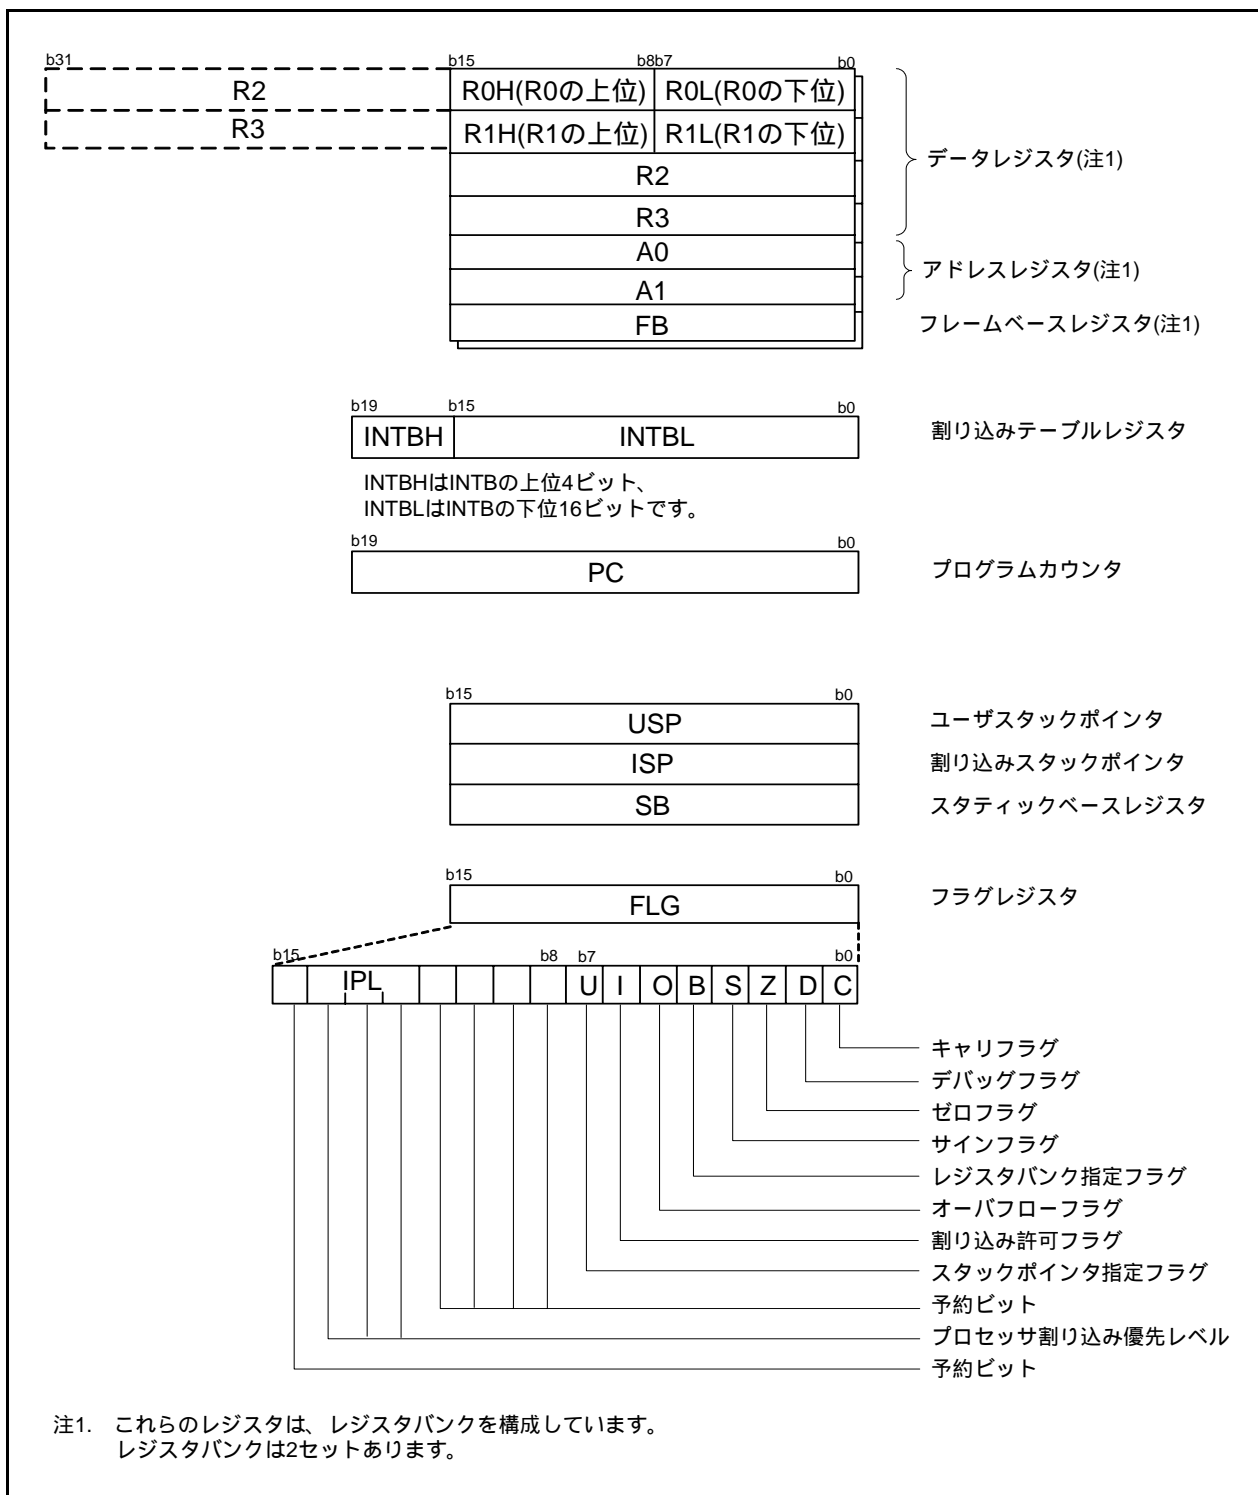 b31 b15 b8b7 b0
R2 R0H(R0の上位) R0L(R0の下位)
R3 R1H(R1の上位) R1L(R1の下位)
データレジスタ(注1)
R2
R3
A0
アドレスレジスタ(注1)
A1
FB フレームベースレジスタ(注1)
b19 b15 b0
INTBH INTBL 割り込みテーブルレジスタ
INTBHはINTBの上位4ビット、
INTBLはINTBの下位16ビットです。
b19 b0
PC プログラムカウンタ
b15 b0
USP ユーザスタックポインタ
ISP 割り込みスタックポインタ
SB スタティックベースレジスタ
b15 b0
FLG フラグレジスタ
b15 b8 b7 b0
IPL U I O B S Z D C
キャリフラグ
デバッグフラグ
ゼロフラグ
サインフラグ
レジスタバンク指定フラグ
オーバフローフラグ
割り込み許可フラグ
スタックポインタ指定フラグ
予約ビット
プロセッサ割り込み優先レベル
予約ビット
注1. これらのレジスタは、レジスタバンクを構成しています。
レジスタバンクは2セットあります。